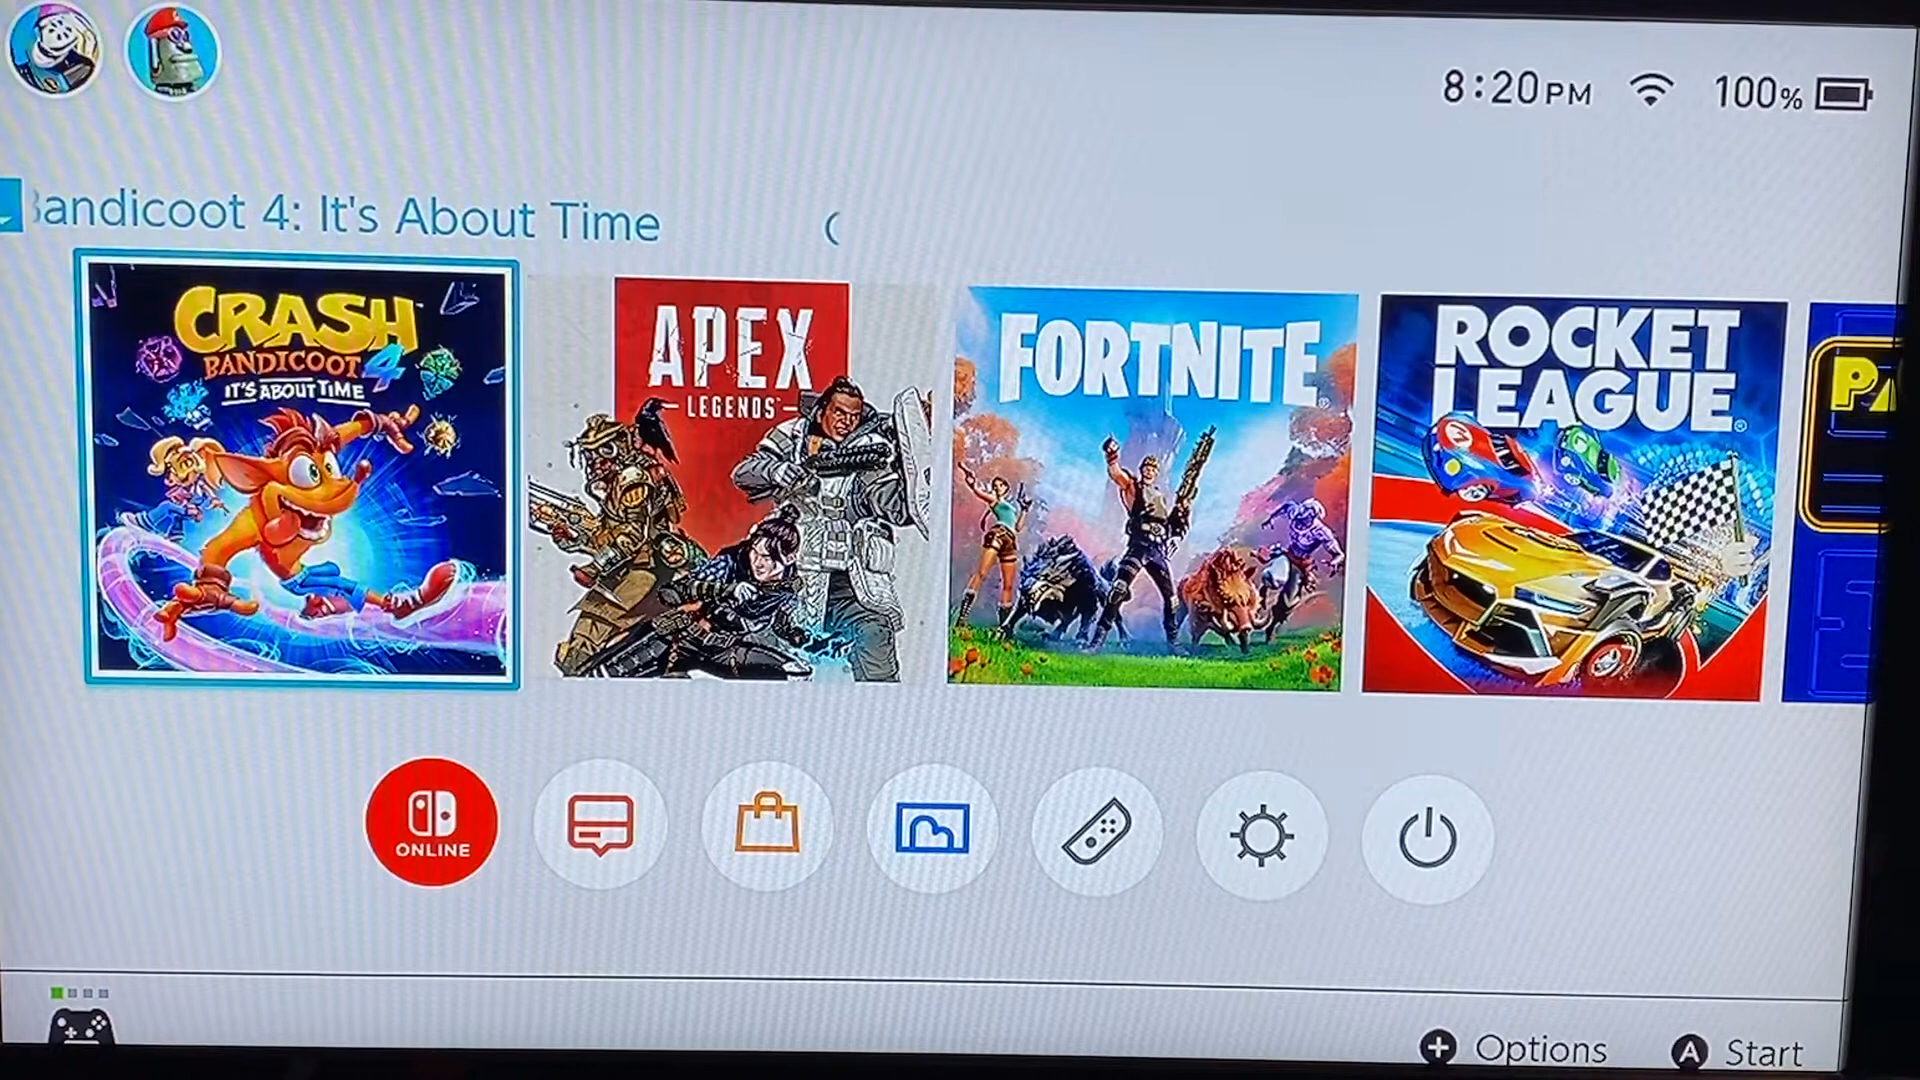 8:20PM 100%
Bandicoot 4: It's About Time
CRASH
BANDICOOT 4
IT'S ABOUT TIME
APEX
LEGENDS
FORTNITE
ROCKET
LEAGUE
ONLINE
Options
A Start